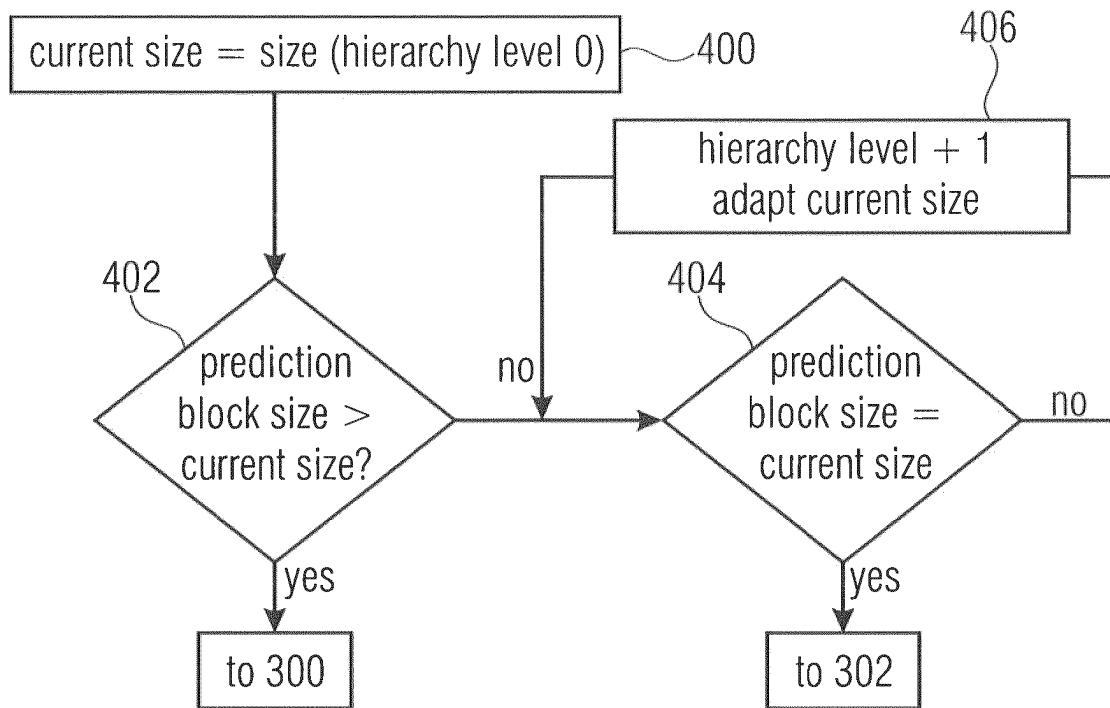 current size = size (hierarchy level 0)
400
406
hierarchy level + 1
adapt current size
402
prediction
block size >
current size?
no
404
prediction
block size =
current size
no
yes
yes
to 300
to 302